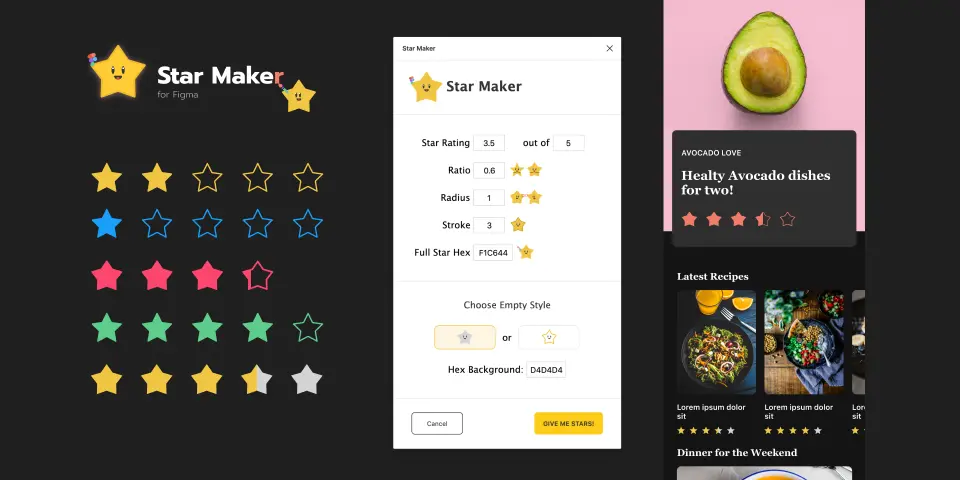 Star Maker
for Figma
Star Maker
Star Maker
Star Rating 3.5 out of 5
Ratio 0.6
Radius 1
Stroke 3
Full Star Hex F1C644
Choose Empty Style
or
Hex Background: D4D4D4
Cancel
GIVE ME STARS!
AVOCADO LOVE
Healty Avocado dishes
for two!
Latest Recipes
Lorem ipsum dolor
sit
Lorem ipsum dolor
sit
Lor
sit
Dinner for the Weekend